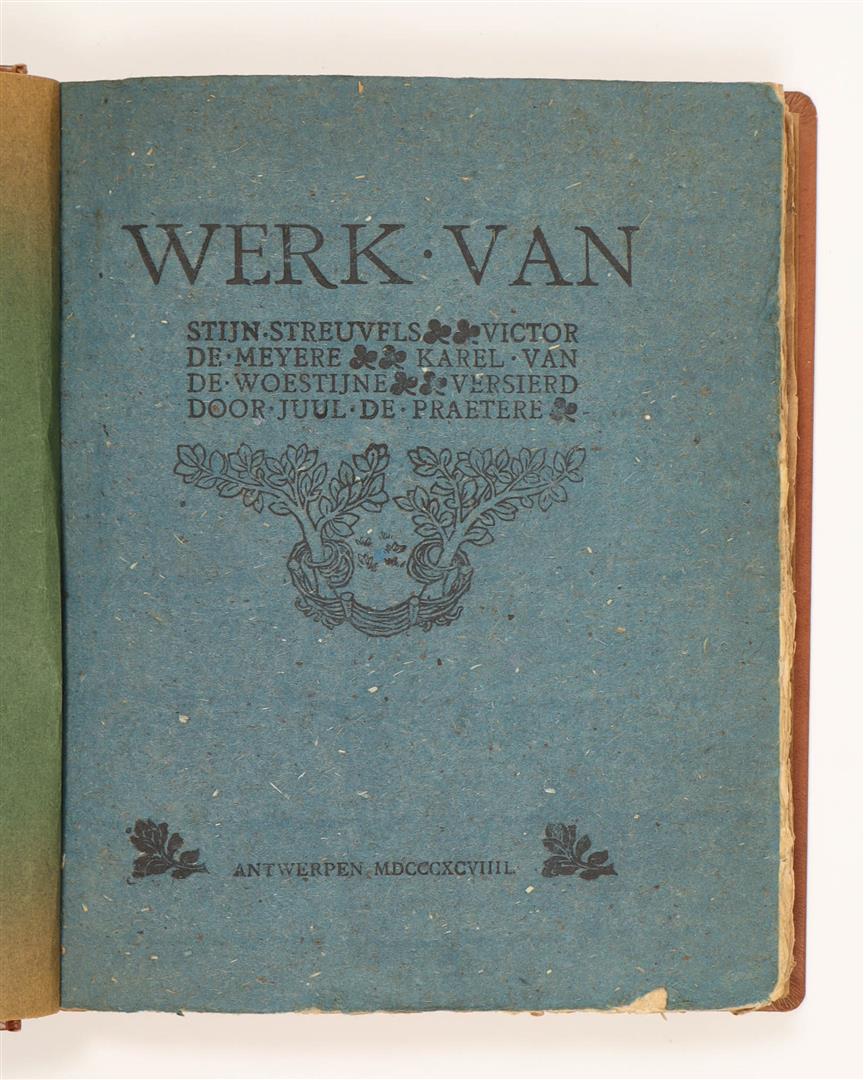 WERK · VAN
STIJN · STREUVELS VICTOR
DE · MEYERE KAREL · VAN
DE · WOESTIJNE VERSIERD
DOOR · JUUL · DE · PRAETERE
ANTWERPEN MDCCCXCVIIII.